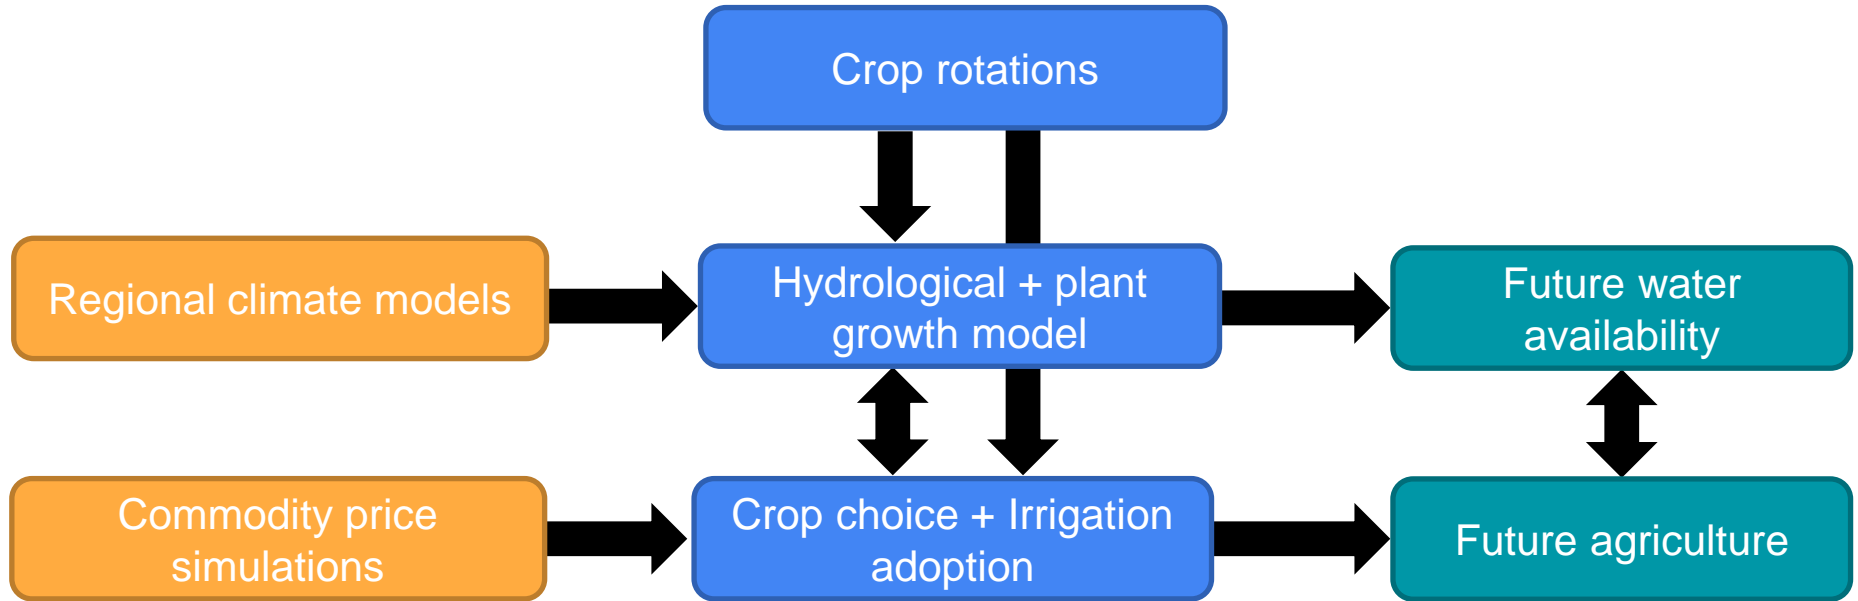 Crop rotations
Regional climate models
Hydrological + plant
growth model
Future water
availability
Commodity price
simulations
Crop choice + Irrigation
adoption
Future agriculture